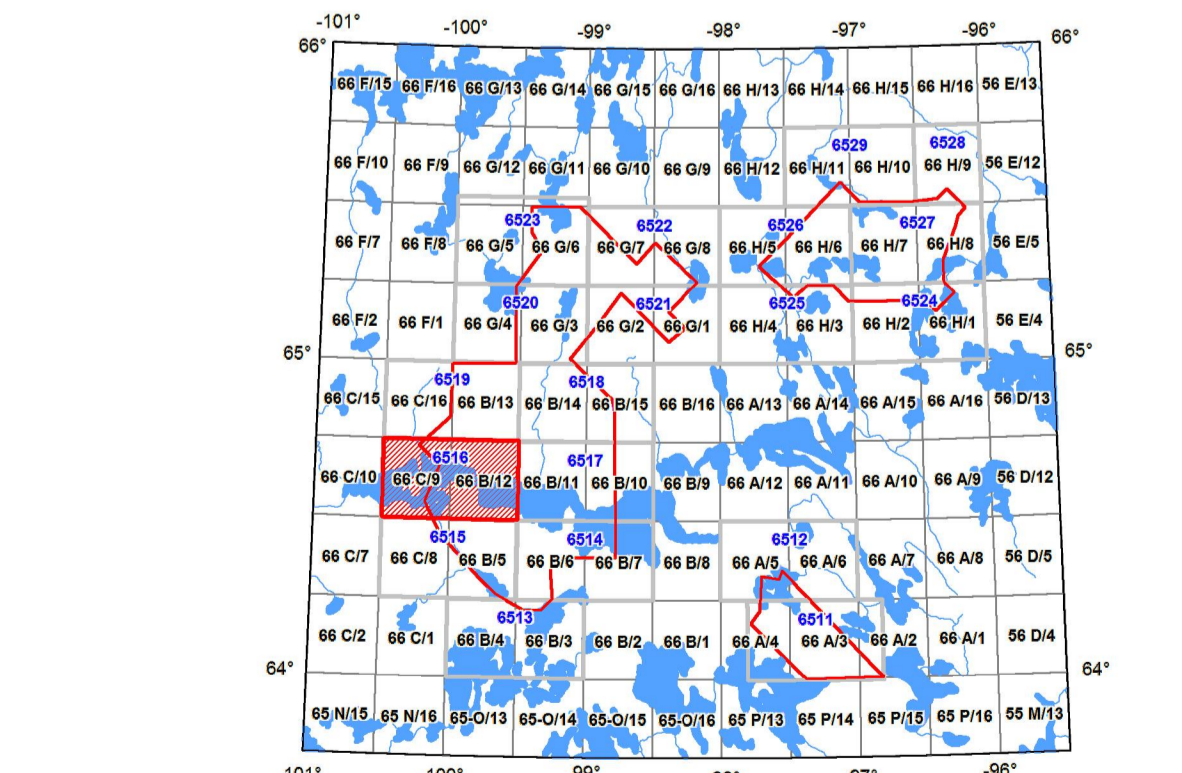 -101° -100° -99° -98° -97° -96°
66° 66°
66 F/15 66 F/16 66 G/13 66 G/14 66 G/15 66 G/16 66 H/13 66 H/14 66 H/15 66 H/16 56 E/13
6529 6528
66 F/10 66 F/9 66 G/12 66 G/11 66 G/10 66 G/9 66 H/12 66 H/11 66 H/10 66 H/9 56 E/12
6523 6522 6526 6527
66 F/7 66 F/8 66 G/5 66 G/6 66 G/7 66 G/8 66 H/5 66 H/6 66 H/7 66 H/8 56 E/5
6520 6521 6525 6524
66 F/2 66 F/1 66 G/4 66 G/3 66 G/2 66 G/1 66 H/4 66 H/3 66 H/2 66 H/1 56 E/4
65° 65°
6519 6518
66 C/15 66 C/16 66 B/13 66 B/14 66 B/15 66 B/16 66 A/13 66 A/14 66 A/15 66 A/16 56 D/13
6516 6517
66 C/10 66 C/9 66 B/12 66 B/11 66 B/10 66 B/9 66 A/12 66 A/11 66 A/10 66 A/9 56 D/12
6515 6514 6512
66 C/7 66 C/8 66 B/5 66 B/6 66 B/7 66 B/8 66 A/5 66 A/6 66 A/7 66 A/8 56 D/5
6513 6511
66 C/2 66 C/1 66 B/4 66 B/3 66 B/2 66 B/1 66 A/4 66 A/3 66 A/2 66 A/1 56 D/4
64° 64°
65 N/15 65 N/16 65-O/13 65-O/14 65-O/15 65-O/16 65 P/13 65 P/14 65 P/15 65 P/16 55 M/13